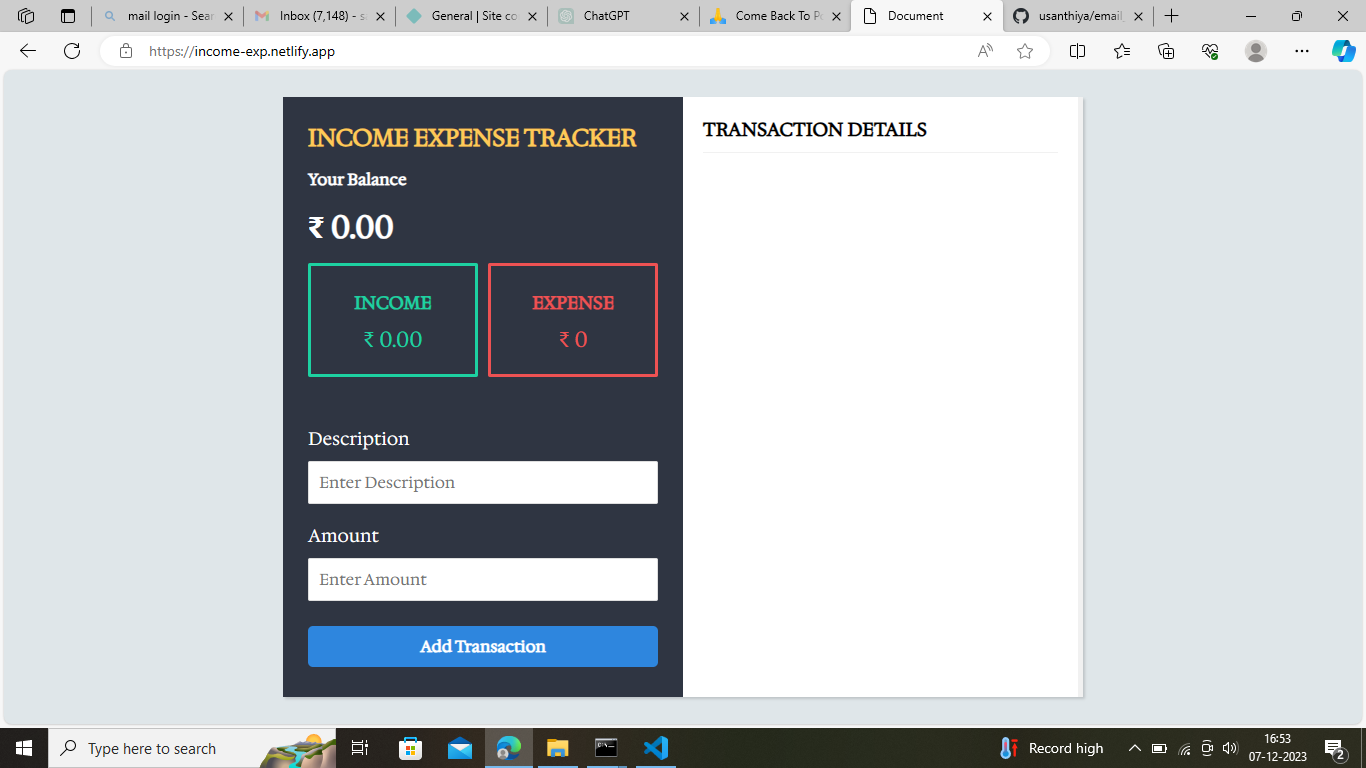 mail login - Sear
Inbox (7,148) - s
General | Site co
ChatGPT
Come Back To Po
Document
usanthiya/email_
https://income-exp.netlify.app
INCOME EXPENSE TRACKER
Your Balance
₹ 0.00
INCOME
₹ 0.00
EXPENSE
₹ 0
Description
Enter Description
Amount
Enter Amount
Add Transaction
TRANSACTION DETAILS
Type here to search
Record high
16:53
07-12-2023
2